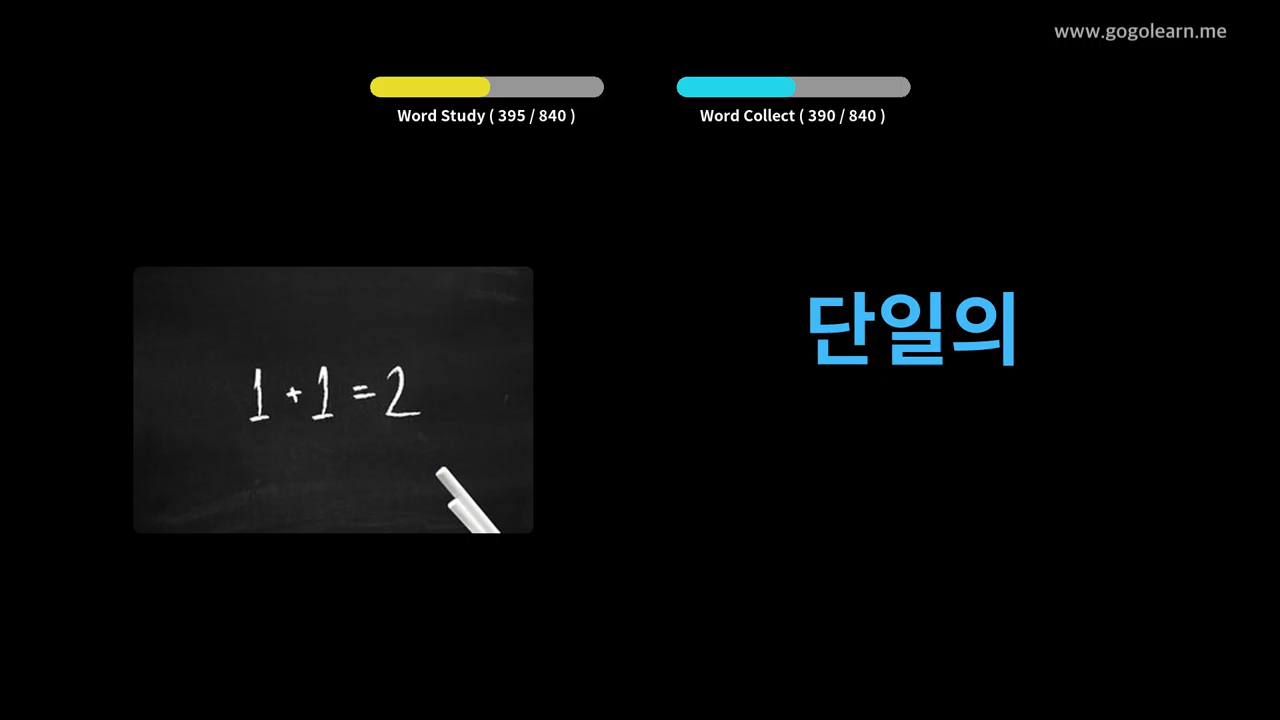 www.gogolearn.me
Word Study ( 395 / 840 )
Word Collect ( 390 / 840 )
1 + 1 = 2
단일의